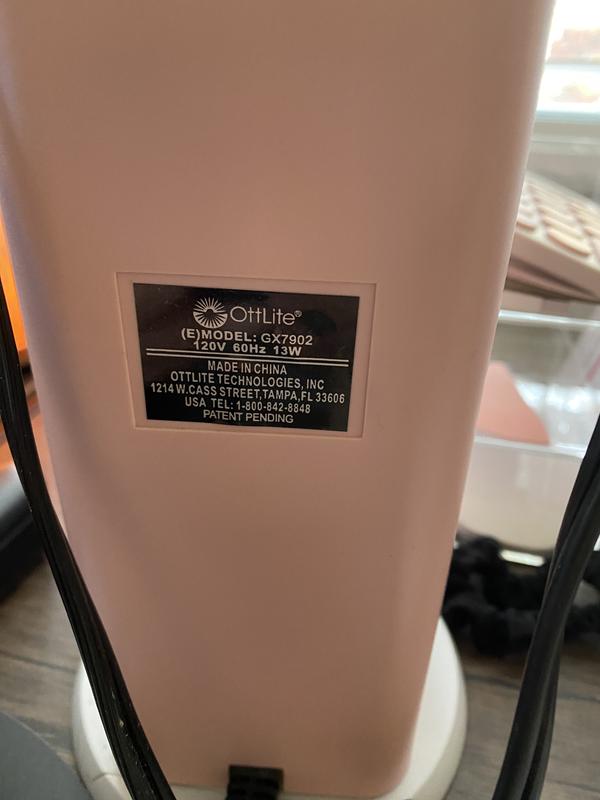 OttLite®
(E)MODEL: GX7902
120V 60Hz 13W
MADE IN CHINA
OTTLITE TECHNOLOGIES, INC
1214 W. CASS STREET, TAMPA, FL 33606
USA TEL: 1-800-842-8848
PATENT PENDING